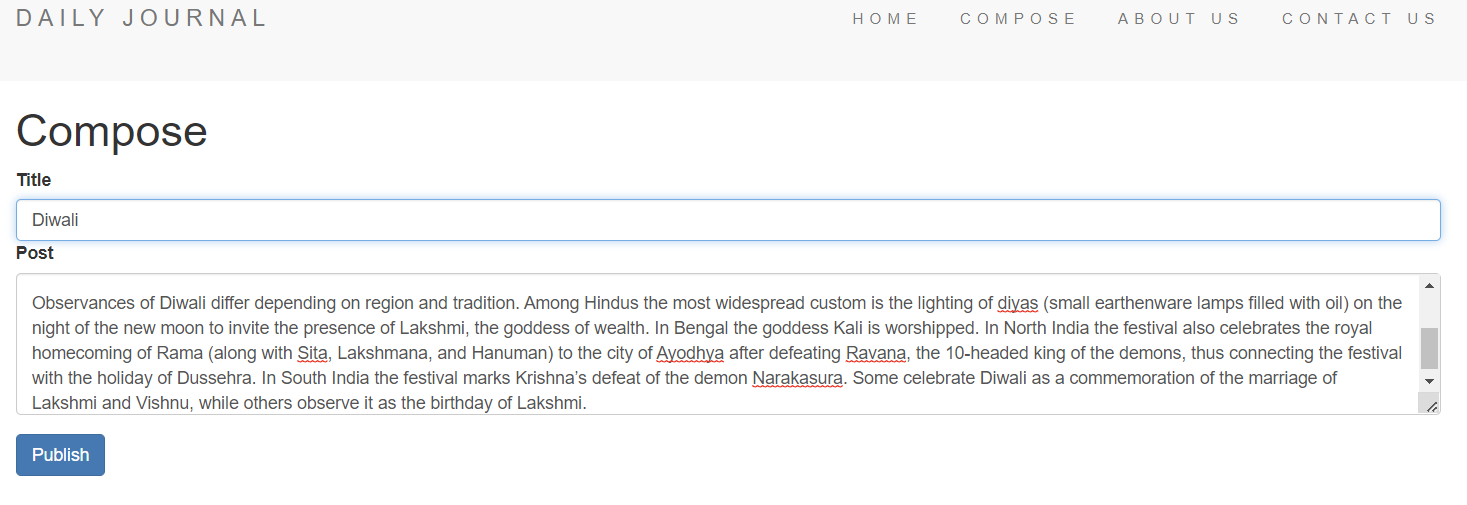 DAILY JOURNAL
HOME COMPOSE ABOUT US CONTACT US
Compose
Title
Diwali
Post
Observances of Diwali differ depending on region and tradition. Among Hindus the most widespread custom is the lighting of diyas (small earthenware lamps filled with oil) on the
night of the new moon to invite the presence of Lakshmi, the goddess of wealth. In Bengal the goddess Kali is worshipped. In North India the festival also celebrates the royal
homecoming of Rama (along with Sita, Lakshmana, and Hanuman) to the city of Ayodhya after defeating Ravana, the 10-headed king of the demons, thus connecting the festival
with the holiday of Dussehra. In South India the festival marks Krishna’s defeat of the demon Narakasura. Some celebrate Diwali as a commemoration of the marriage of
Lakshmi and Vishnu, while others observe it as the birthday of Lakshmi.
Publish